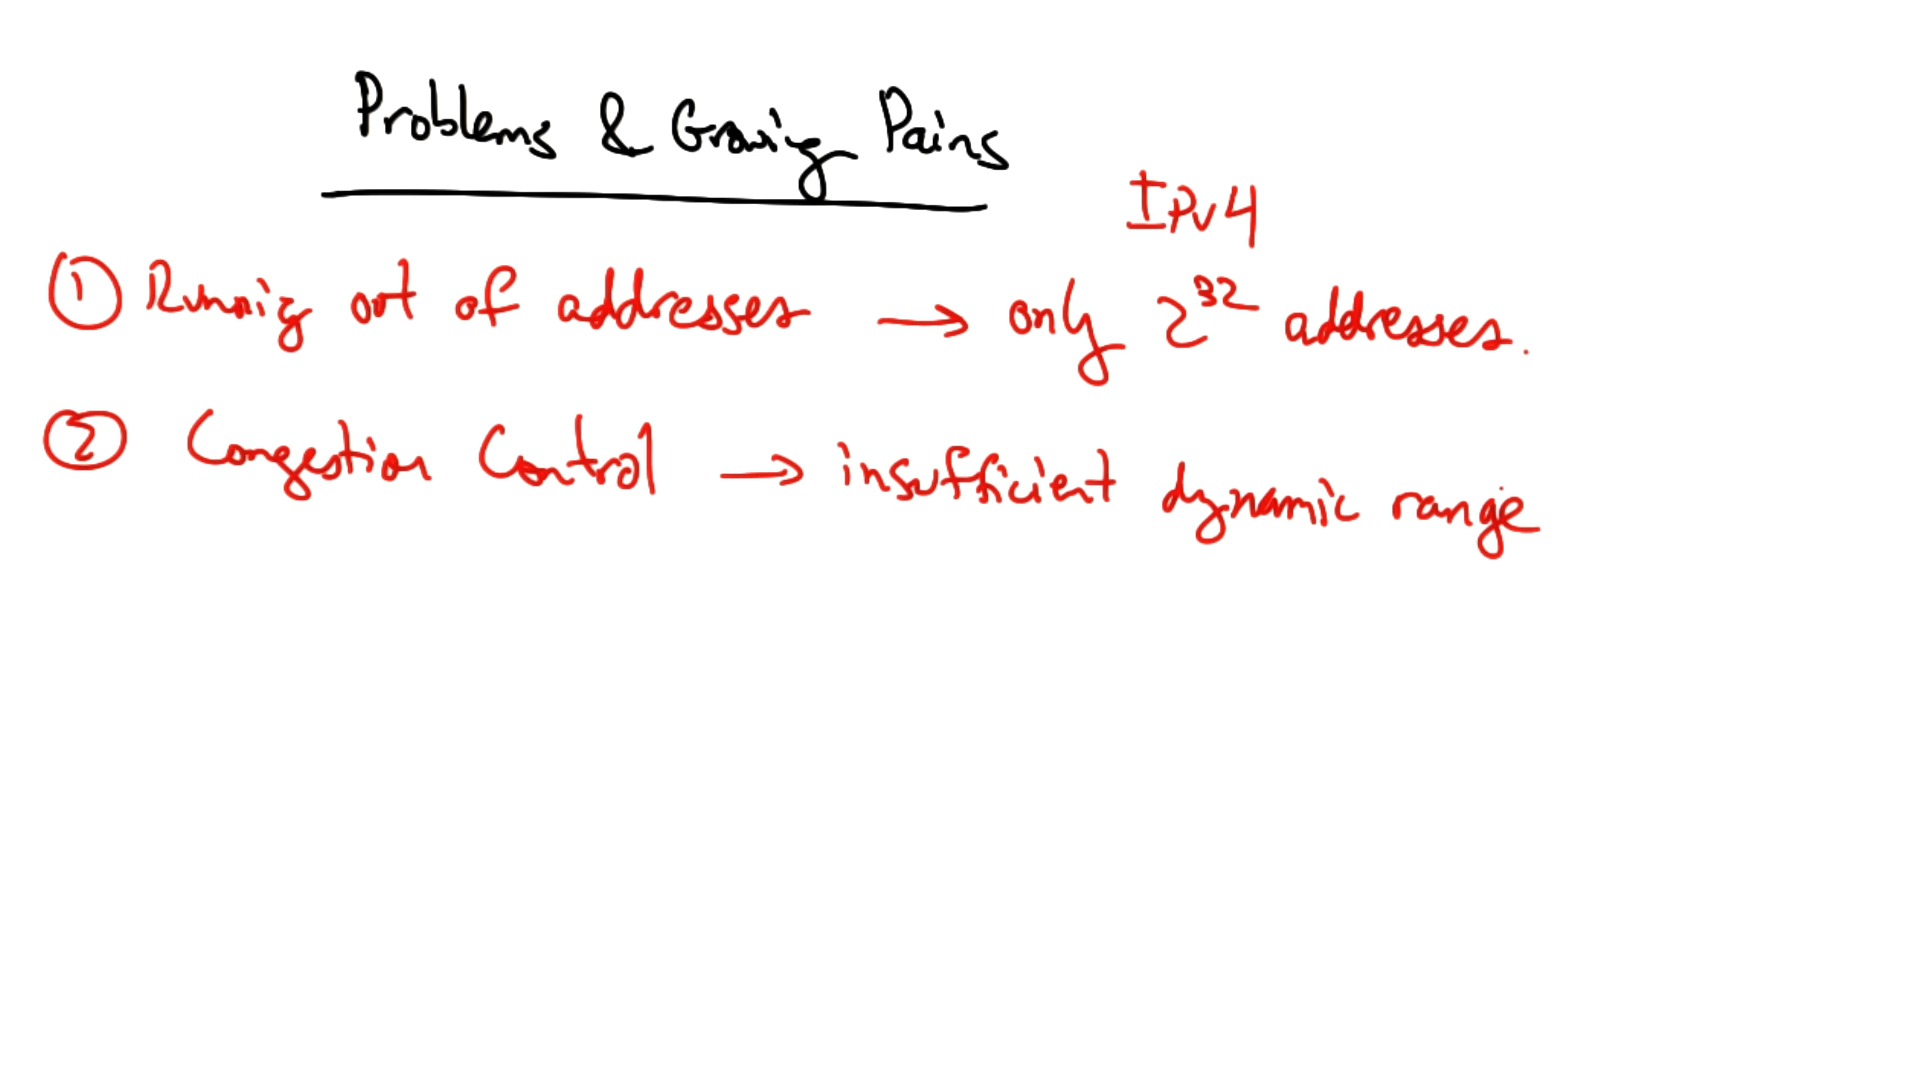 Problems & Growing Pains
IPv4
① Running out of addresses → only 2³² addresses.
② Congestion Control → insufficient dynamic range